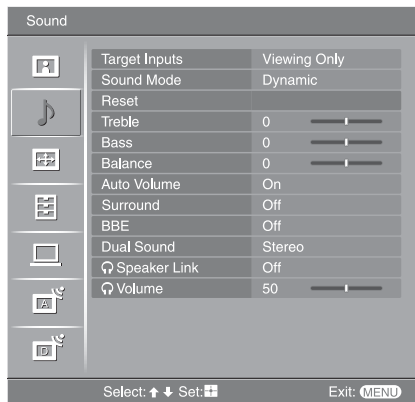 Sound
Target Inputs Viewing Only
Sound Mode Dynamic
Reset
Treble 0
Bass 0
Balance 0
Auto Volume On
Surround Off
BBE Off
Dual Sound Stereo
Speaker Link Off
Volume 50
A
D
Select: Set: Exit: MENU